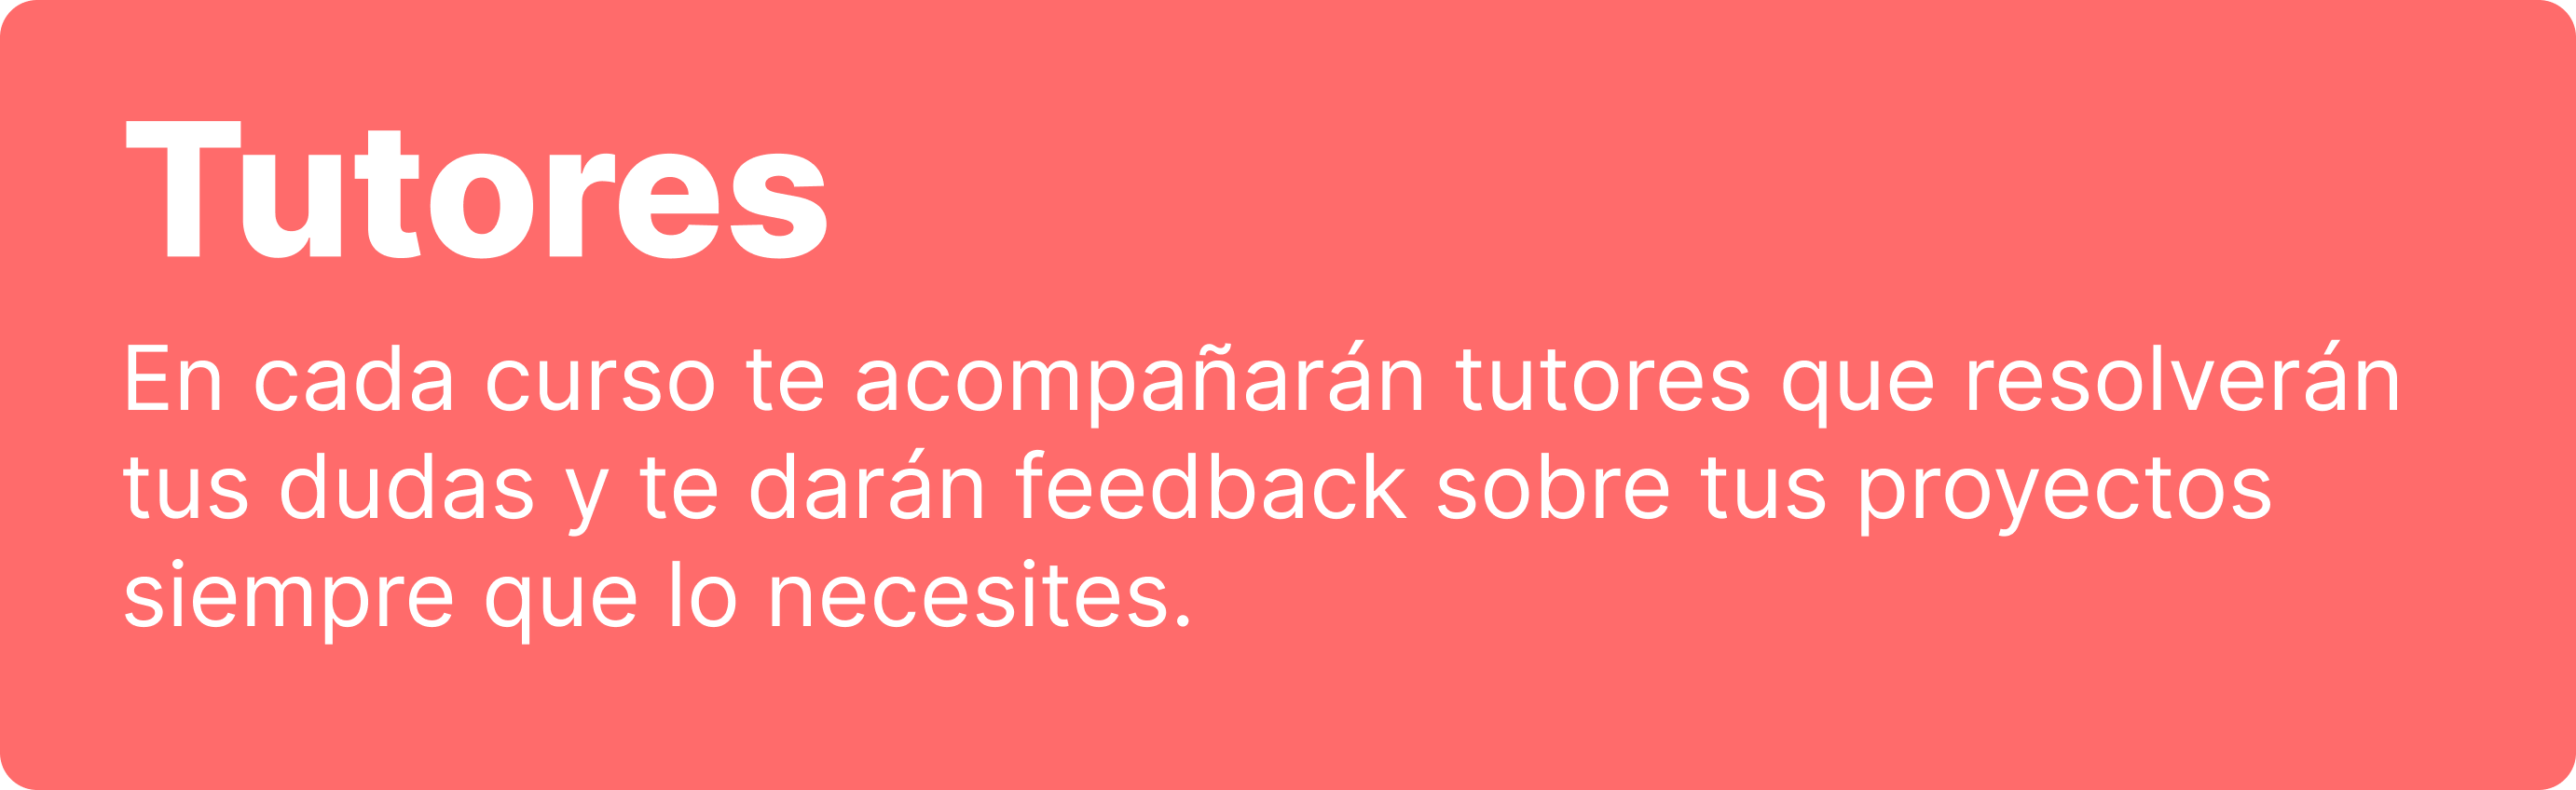 Tutores
En cada curso te acompañarán tutores que resolverán
tus dudas y te darán feedback sobre tus proyectos
siempre que lo necesites.